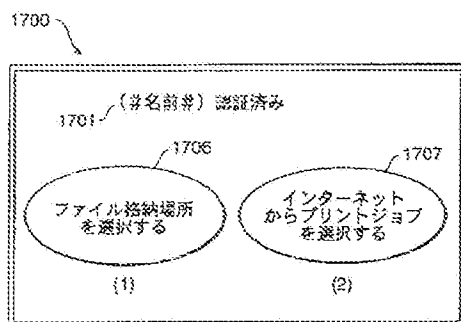 1700
(#名前#) 認証済み
1701
1706
1707
ファイル格納場所
を選択する
インターネット
からプリントジョブ
を選択する
(1)
(2)